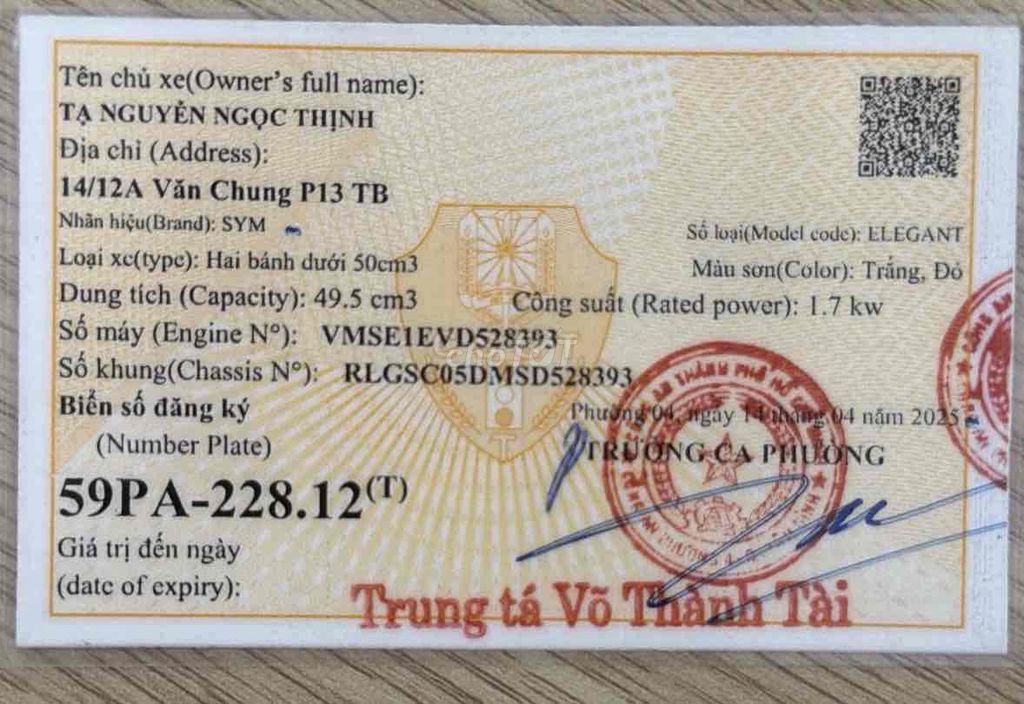 Tên chủ xe(Owner's full name):
TẠ NGUYỄN NGỌC THỊNH
Địa chỉ (Address):
14/12A Văn Chung P13 TB
Nhãn hiệu(Brand): SYM
Số loại(Model code): ELEGANT
Loại xe(type): Hai bánh dưới 50cm3
Màu sơn(Color): Trắng, Đỏ
Dung tích (Capacity): 49.5 cm3
Công suất (Rated power): 1.7 kw
Số máy (Engine N°): VMSE1EVD528393
Số khung(Chassis N°): RLGSC05DMSD528393
Biển số đăng ký
(Number Plate)
Phường 04, ngày 14 tháng 04 năm 2025
TRƯỞNG CA PHƯỜNG
59PA-228.12(T)
Giá trị đến ngày
(date of expiry):
Trung tá Võ Thành Tài
chợTỐT